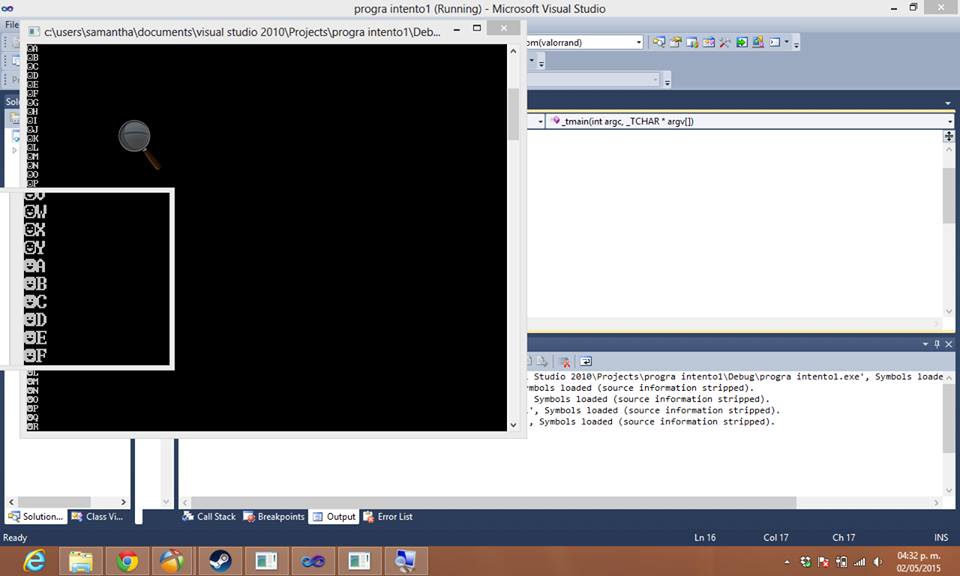 progra intento1 (Running) - Microsoft Visual Studio
File
c:\users\samantha\documents\visual studio 2010\Projects\progra intento1\Deb...
om(valorrand)
Solu
_tmain(int argc, _TCHAR * argv[])
☺A
☺B
☺C
☺D
☺E
☺F
☺G
☺H
☺I
☺J
☺K
☺L
☺M
☺N
☺O
☺P
☻W
☻X
☻Y
☻A
☻B
☻C
☻D
☻E
☻F
☻L
☻M
☻N
☻O
☻P
☻Q
☻R
l Studio 2010\Projects\progra intento1\Debug\progra intento1.exe', Symbols loade
mbols loaded (source information stripped).
Symbols loaded (source information stripped).
.', Symbols loaded (source information stripped).
, Symbols loaded (source information stripped).
Solution...
Class Vi...
Call Stack
Breakpoints
Output
Error List
Ready
Ln 16
Col 17
Ch 17
INS
04:32 p. m.
02/05/2015